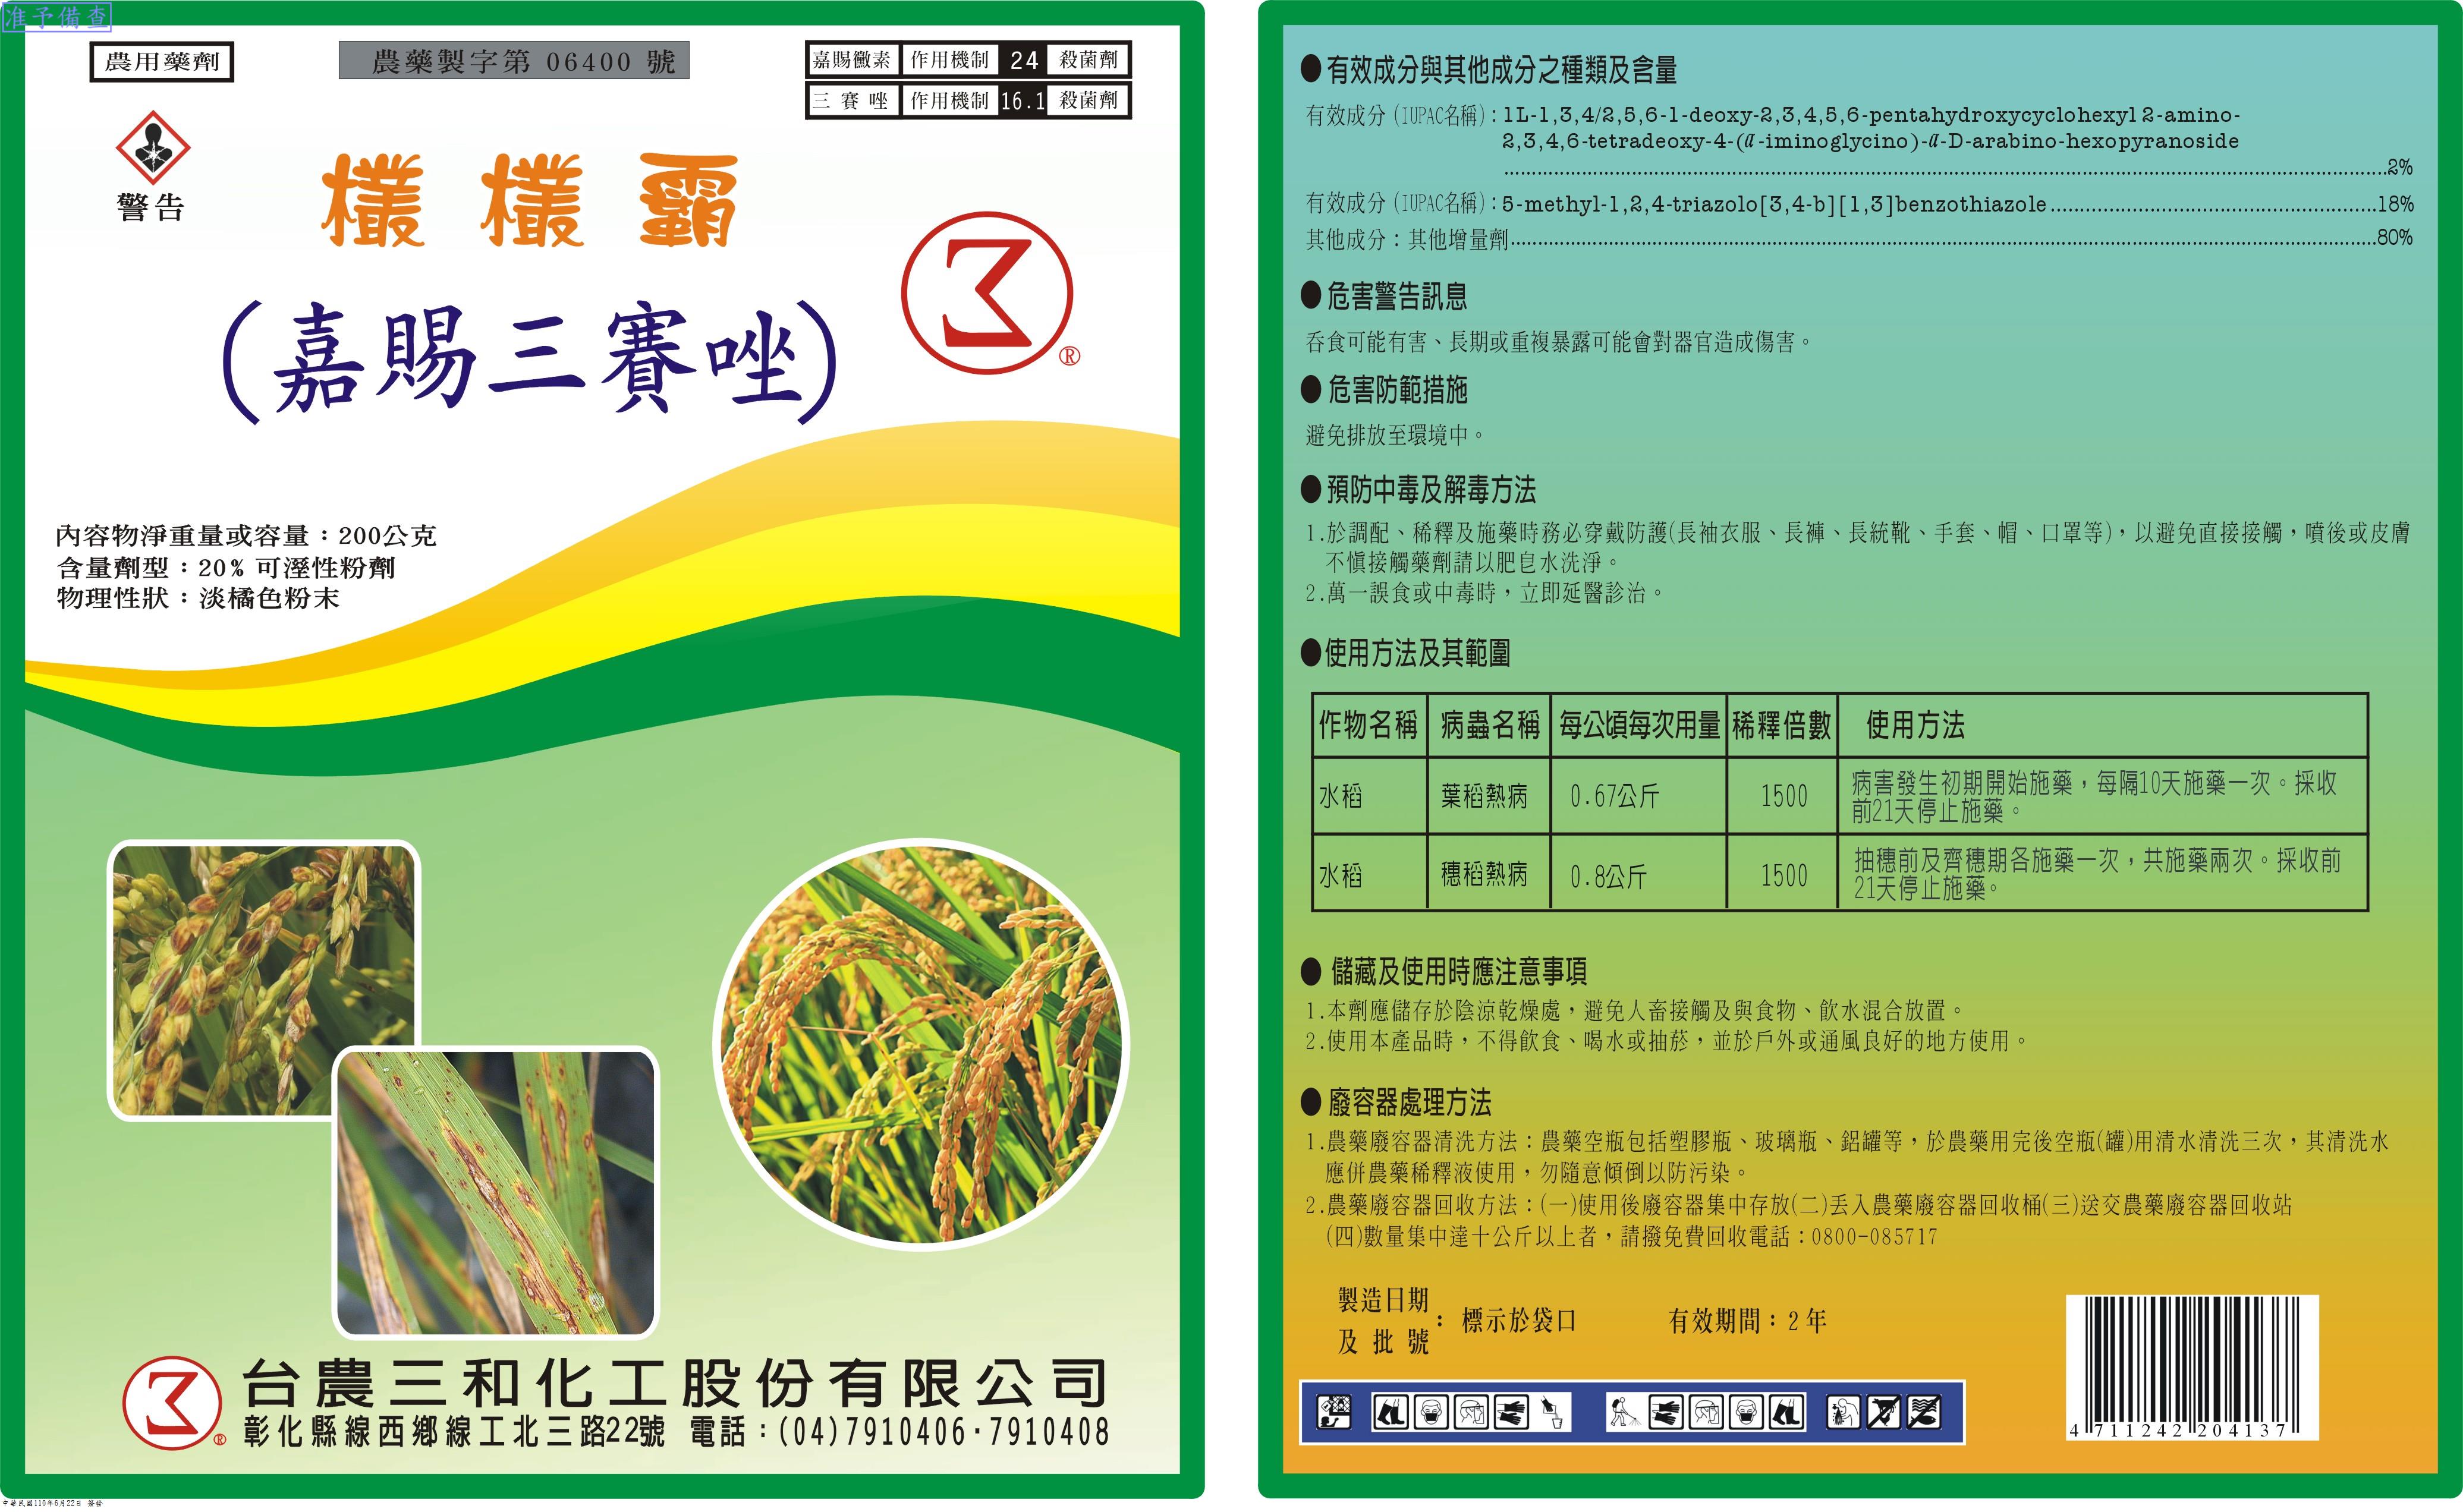 准予備查
農用藥劑
農藥製字第 06400 號
嘉賜黴素 作用機制 24 殺菌劑
三賽唑 作用機制 16.1 殺菌劑
警告
欉欉霸
(嘉賜三賽唑)
®
內容物淨重量或容量：200公克
含量劑型：20% 可溼性粉劑
物理性狀：淡橘色粉末
®
台農三和化工股份有限公司
彰化縣線西鄉線工北三路22號 電話：(04)7910406·7910408
中華民國110年6月22日 簽發
● 有效成分與其他成分之種類及含量
有效成分 (IUPAC名稱)：1L-1,3,4/2,5,6-1-deoxy-2,3,4,5,6-pentahydroxycyclohexyl 2-amino-
2,3,4,6-tetradeoxy-4-(α-iminoglycino)-α-D-arabino-hexopyranoside
2%
有效成分 (IUPAC名稱)：5-methyl-1,2,4-triazolo[3,4-b][1,3]benzothiazole 18%
其他成分：其他增量劑 80%
● 危害警告訊息
吞食可能有害、長期或重複暴露可能會對器官造成傷害。
● 危害防範措施
避免排放至環境中。
● 預防中毒及解毒方法
1.於調配、稀釋及施藥時務必穿戴防護(長袖衣服、長褲、長統靴、手套、帽、口罩等)，以避免直接接觸，噴後或皮膚
不慎接觸藥劑請以肥皂水洗淨。
2.萬一誤食或中毒時，立即延醫診治。
●使用方法及其範圍
作物名稱 病蟲名稱 每公頃每次用量 稀釋倍數 使用方法
水稻 葉稻熱病 0.67公斤 1500 病害發生初期開始施藥，每隔10天施藥一次。採收
前21天停止施藥。
水稻 穗稻熱病 0.8公斤 1500 抽穗前及齊穗期各施藥一次，共施藥兩次。採收前
21天停止施藥。
● 儲藏及使用時應注意事項
1.本劑應儲存於陰涼乾燥處，避免人畜接觸及與食物、飲水混合放置。
2.使用本產品時，不得飲食、喝水或抽菸，並於戶外或通風良好的地方使用。
● 廢容器處理方法
1.農藥廢容器清洗方法：農藥空瓶包括塑膠瓶、玻璃瓶、鋁罐等，於農藥用完後空瓶(罐)用清水清洗三次，其清洗水
應併農藥稀釋液使用，勿隨意傾倒以防污染。
2.農藥廢容器回收方法：(一)使用後廢容器集中存放(二)丟入農藥廢容器回收桶(三)送交農藥廢容器回收站
(四)數量集中達十公斤以上者，請撥免費回收電話：0800-085717
製造日期
及 批 號 ：標示於袋口 有效期間：2 年
4 711242 204137